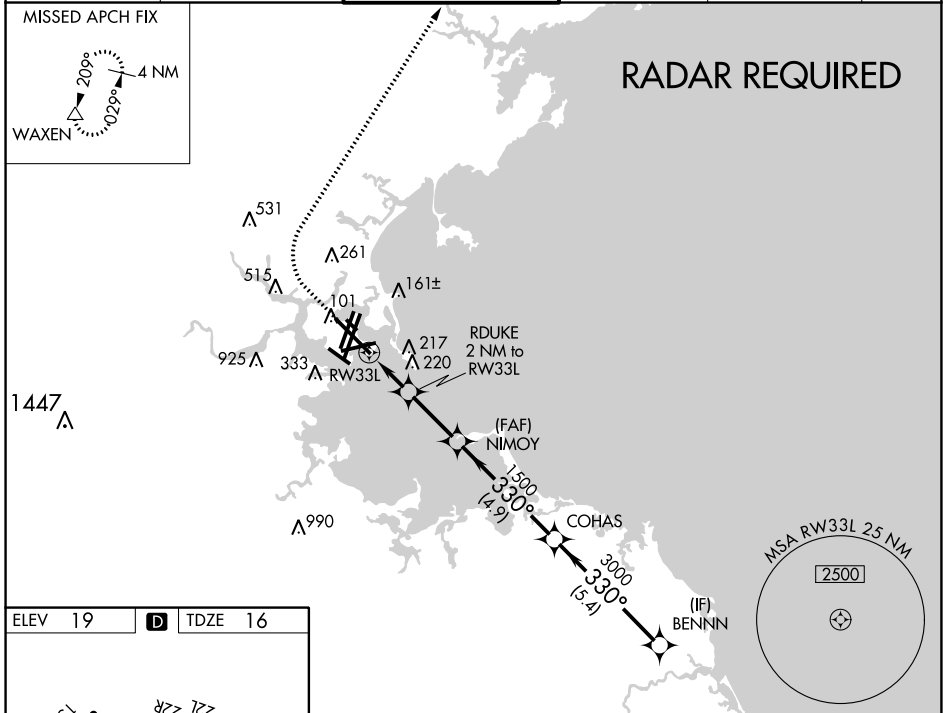 MISSED APCH FIX
209°
4 NM
029°
WAXEN
RADAR REQUIRED
531
261
515
161±
101
217
220
925
333
RW33L
RDUKE
2 NM to
RW33L
1447
(FAF)
NIMOY
1500
330°
(4.9)
990
COHAS
3000
330°
(5.4)
(IF)
BENNN
MSA RW33L 25 NM
2500
ELEV 19
D
TDZE 16
22L
22R